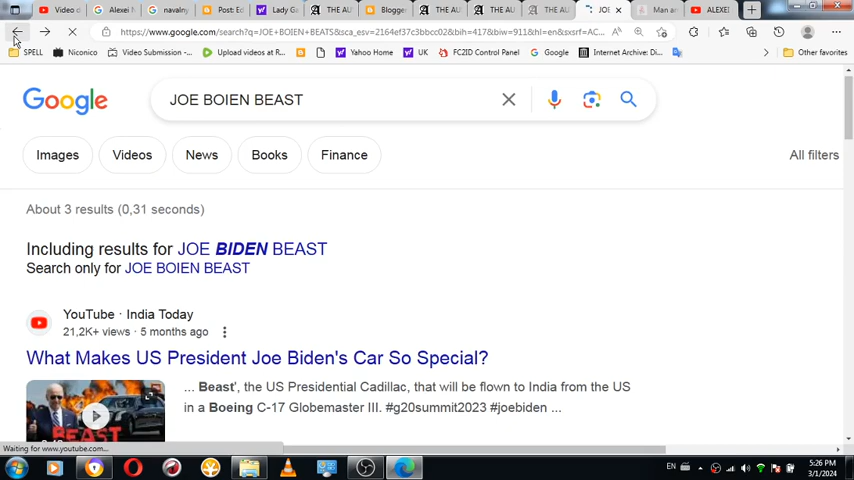 Video d
Alexei N
navalny
Post: Ed
Lady Ga
THE AU
Blogger
THE AU
THE AU
THE AU
JOE
Man a
ALEXEI
https://www.google.com/search?q=JOE+BOIEN+BEATS&sca_esv=2164ef37c3bbcc02&bih=417&biw=911&hl=en&sxsrf=AC...
SPELL
Niconico
Video Submission -...
Upload videos at R...
Yahoo Home
UK
FC2ID Control Panel
Google
Internet Archive: Di...
Other favorites
Google
JOE BOIEN BEAST
Images
Videos
News
Books
Finance
All filters
About 3 results (0,31 seconds)
Including results for JOE BIDEN BEAST
Search only for JOE BOIEN BEAST
YouTube · India Today
21,2K+ views · 5 months ago
What Makes US President Joe Biden's Car So Special?
... Beast', the US Presidential Cadillac, that will be flown to India from the US
in a Boeing C-17 Globemaster III. #g20summit2023 #joebiden ...
BEAST
Waiting for www.youtube.com...
EN
5:26 PM
3/1/2024